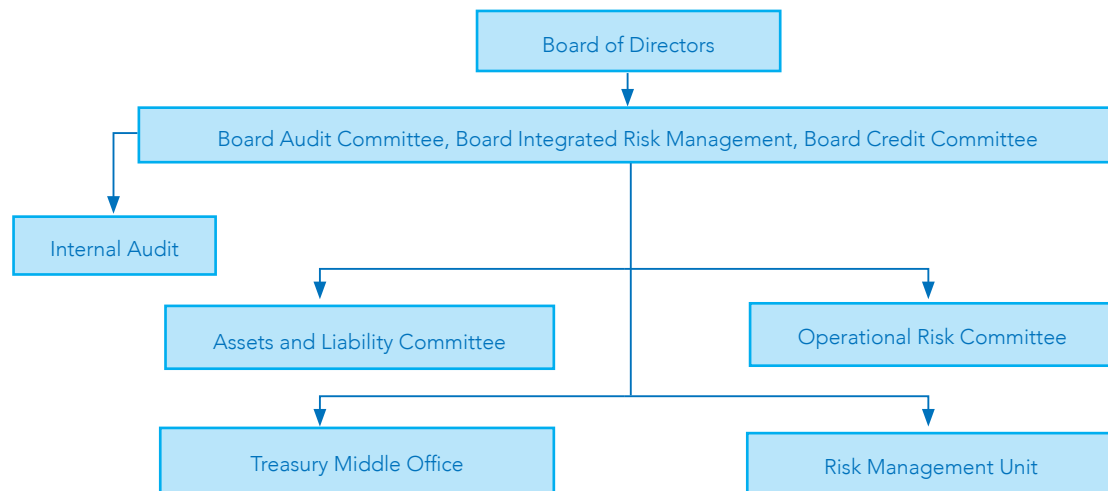 Board of Directors
Board Audit Committee, Board Integrated Risk Management, Board Credit Committee
Internal Audit
Assets and Liability Committee
Operational Risk Committee
Treasury Middle Office
Risk Management Unit